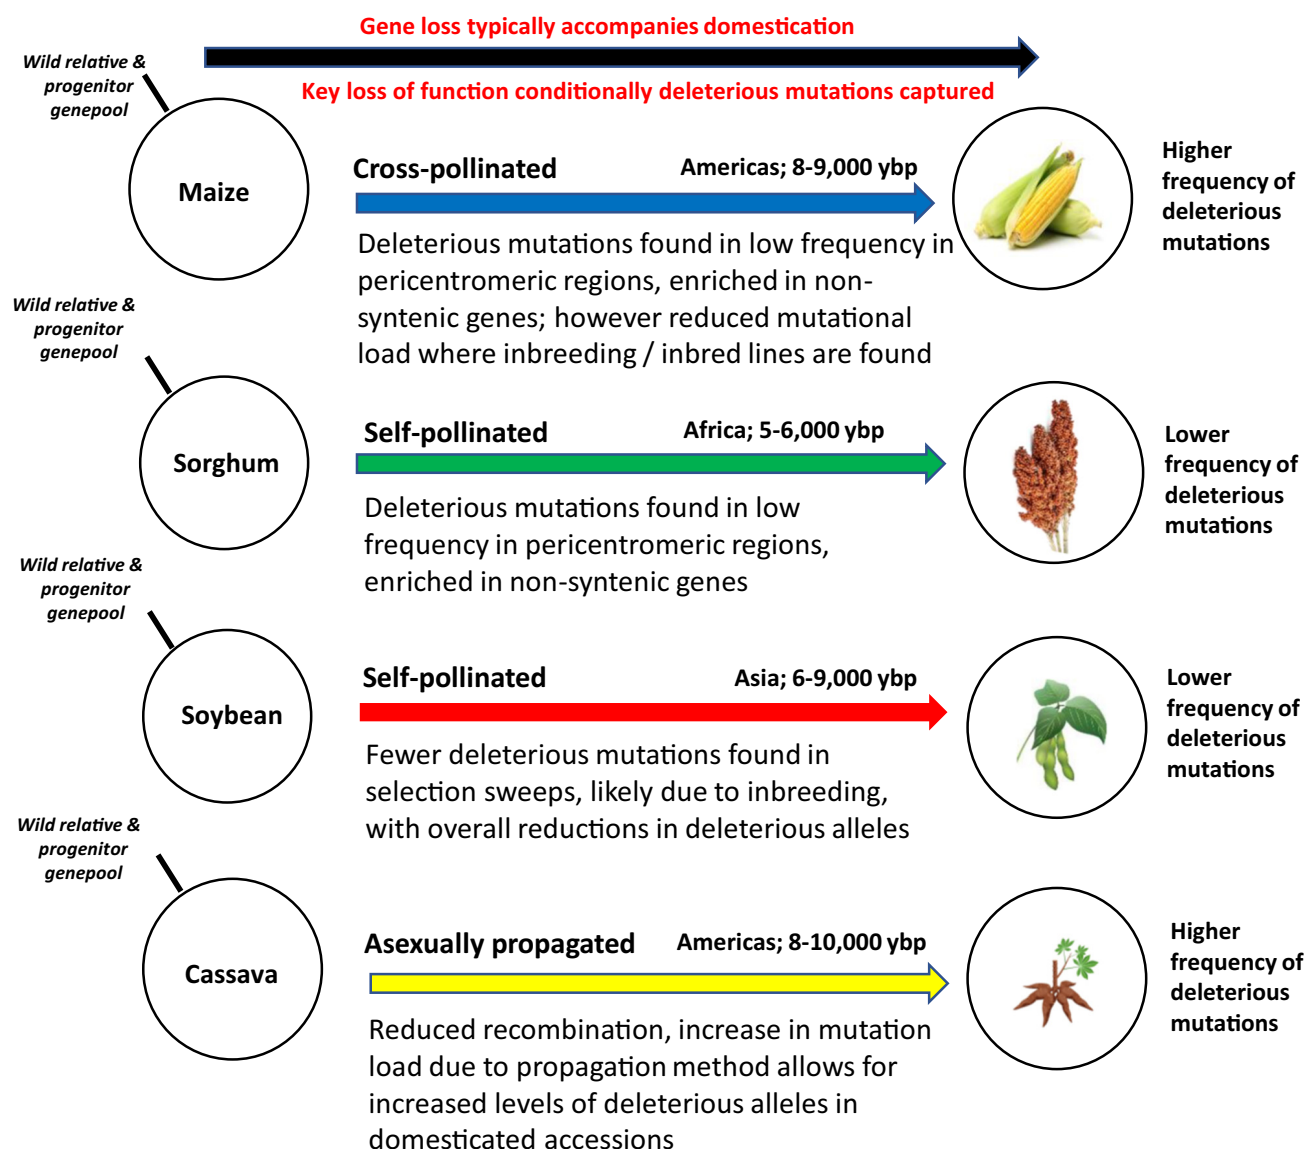 Gene loss typically accompanies domestication
Key loss of function conditionally deleterious mutations captured
Wild relative &
progenitor
genepool
Maize
Cross-pollinated
Americas; 8-9,000 ybp
Deleterious mutations found in low frequency in
pericentromeric regions, enriched in non-
syntenic genes; however reduced mutational
load where inbreeding / inbred lines are found
Higher
frequency of
deleterious
mutations
Wild relative &
progenitor
genepool
Sorghum
Self-pollinated
Africa; 5-6,000 ybp
Deleterious mutations found in low
frequency in pericentromeric regions,
enriched in non-syntenic genes
Lower
frequency of
deleterious
mutations
Wild relative &
progenitor
genepool
Soybean
Self-pollinated
Asia; 6-9,000 ybp
Fewer deleterious mutations found in
selection sweeps, likely due to inbreeding,
with overall reductions in deleterious alleles
Lower
frequency of
deleterious
mutations
Wild relative &
progenitor
genepool
Cassava
Asexually propagated
Americas; 8-10,000 ybp
Reduced recombination, increase in mutation
load due to propagation method allows for
increased levels of deleterious alleles in
domesticated accessions
Higher
frequency of
deleterious
mutations